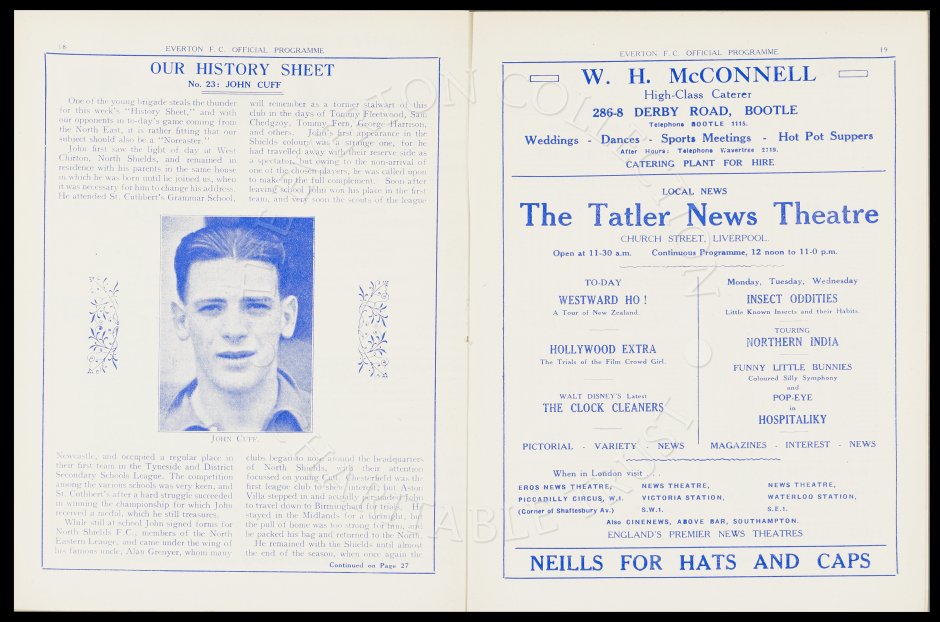 18
EVERTON F. C. OFFICIAL PROGRAMME
OUR HISTORY SHEET
No. 23: JOHN CUFF
One of the young brigade steals the thunder
for this week's "History Sheet," and with
our opponents in to-day's game coming from
the North East, it is rather fitting that our
subject should also be a "Noreaster."
John first saw the light of day at West
Chirton, North Shields, and remained in
residence with his parents in the same house
in which he was born until he joined us, when
it was necessary for him to change his address.
He attended St. Cuthbert's Grammar School,
will remember as a former stalwart of this
club in the days of Tommy Fleetwood, Sam
Chedgzoy, Tommy Fern, George Harrison,
and others. John's first appearance in the
Shields colours was a strange one, for he
had travelled away with their reserve side as
a spectator, but owing to the non-arrival of
one of the chosen players, he was called upon
to make up the full complement. Soon after
leaving school John won his place in the first
team, and very soon the scouts of the league
JOHN CUFF.
Newcastle, and occupied a regular place in
their first team in the Tyneside and District
Secondary Schools League. The competition
among the various schools was very keen, and
St. Cuthbert's after a hard struggle succeeded
in winning the championship for which John
received a medal, which he still treasures.
While still at school John signed forms for
North Shields F.C., members of the North
Eastern League, and came under the wing of
his famous uncle, Alan Grenyer, whom many
clubs began to nose around the headquarters
of North Shields, with their attention
focussed on young Cuff. Chesterfield was the
first league club to show interest, but Aston
Villa stepped in and actually persuaded John
to travel down to Birmingham for trials. He
stayed in the Midlands for a fortnight, but
the pull of home was too strong for him, and
he packed his bag and returned to the North.
He remained with the Shields until almost
the end of the season, when once again the
Continued on Page 27
EVERTON F. C. OFFICIAL PROGRAMME
19
W. H. McCONNELL
High-Class Caterer
286-8 DERBY ROAD, BOOTLE
Telephone BOOTLE 1115.
Weddings - Dances - Sports Meetings - Hot Pot Suppers
After Hours: Telephone Wavertree 2719.
CATERING PLANT FOR HIRE
LOCAL NEWS
The Tatler News Theatre
CHURCH STREET, LIVERPOOL.
Open at 11-30 a.m. Continuous Programme, 12 noon to 11-0 p.m.
TO-DAY
WESTWARD HO!
A Tour of New Zealand.
HOLLYWOOD EXTRA
The Trials of the Film Crowd Girl.
WALT DISNEY'S Latest
THE CLOCK CLEANERS
Monday, Tuesday, Wednesday
INSECT ODDITIES
Little Known Insects and their Habits.
TOURING
NORTHERN INDIA
FUNNY LITTLE BUNNIES
Coloured Silly Symphony
and
POP-EYE
in
HOSPITALIKY
PICTORIAL - VARIETY - NEWS MAGAZINES - INTEREST - NEWS
When in London visit . . .
EROS NEWS THEATRE,
PICCADILLY CIRCUS, W.1.
(Corner of Shaftesbury Av.)
NEWS THEATRE,
VICTORIA STATION,
S.W.1.
NEWS THEATRE,
WATERLOO STATION,
S.E.1.
Also CINENEWS, ABOVE BAR, SOUTHAMPTON.
ENGLAND'S PREMIER NEWS THEATRES
NEILLS FOR HATS AND CAPS